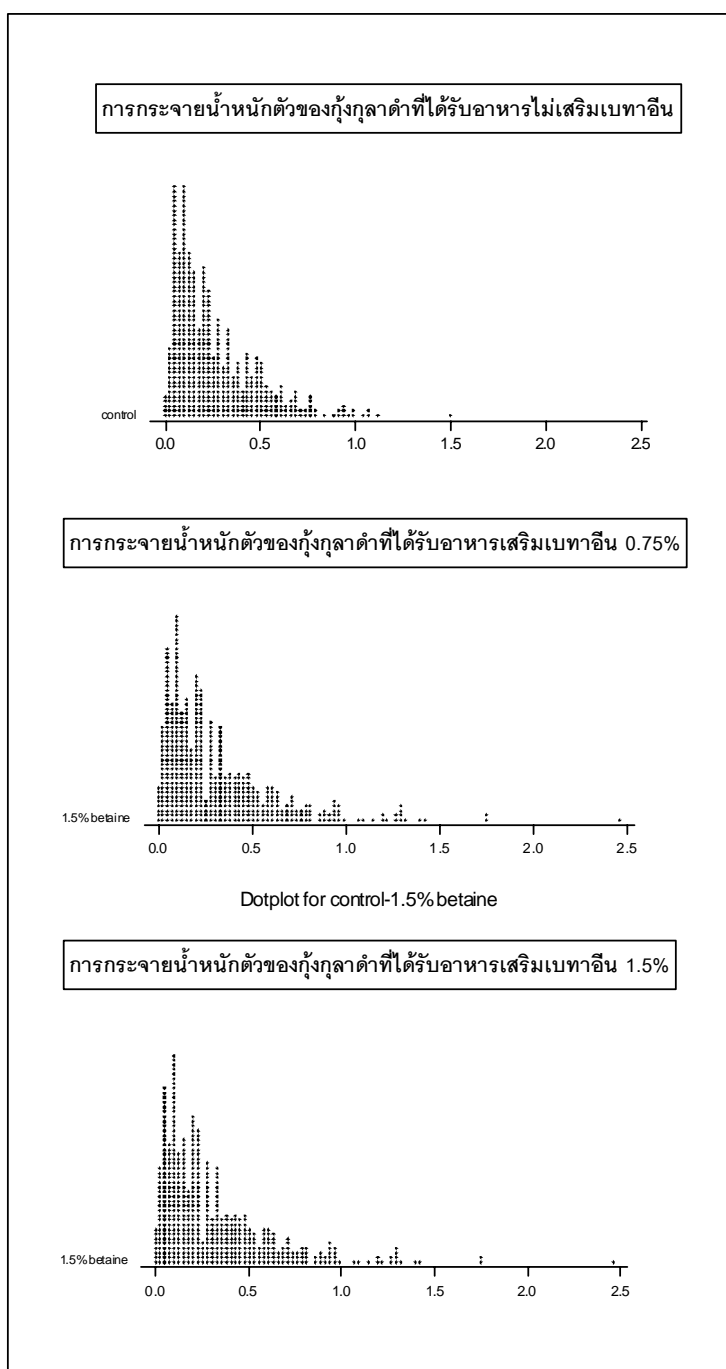 การกระจายน้ำหนักตัวของกุ้งกุลาดำที่ได้รับอาหารไม่เสริมเบทาอีน
control
0.0 0.5 1.0 1.5 2.0 2.5
การกระจายน้ำหนักตัวของกุ้งกุลาดำที่ได้รับอาหารเสริมเบทาอีน 0.75%
1.5% betaine
0.0 0.5 1.0 1.5 2.0 2.5
Dotplot for control-1.5% betaine
การกระจายน้ำหนักตัวของกุ้งกุลาดำที่ได้รับอาหารเสริมเบทาอีน 1.5%
1.5% betaine
0.0 0.5 1.0 1.5 2.0 2.5